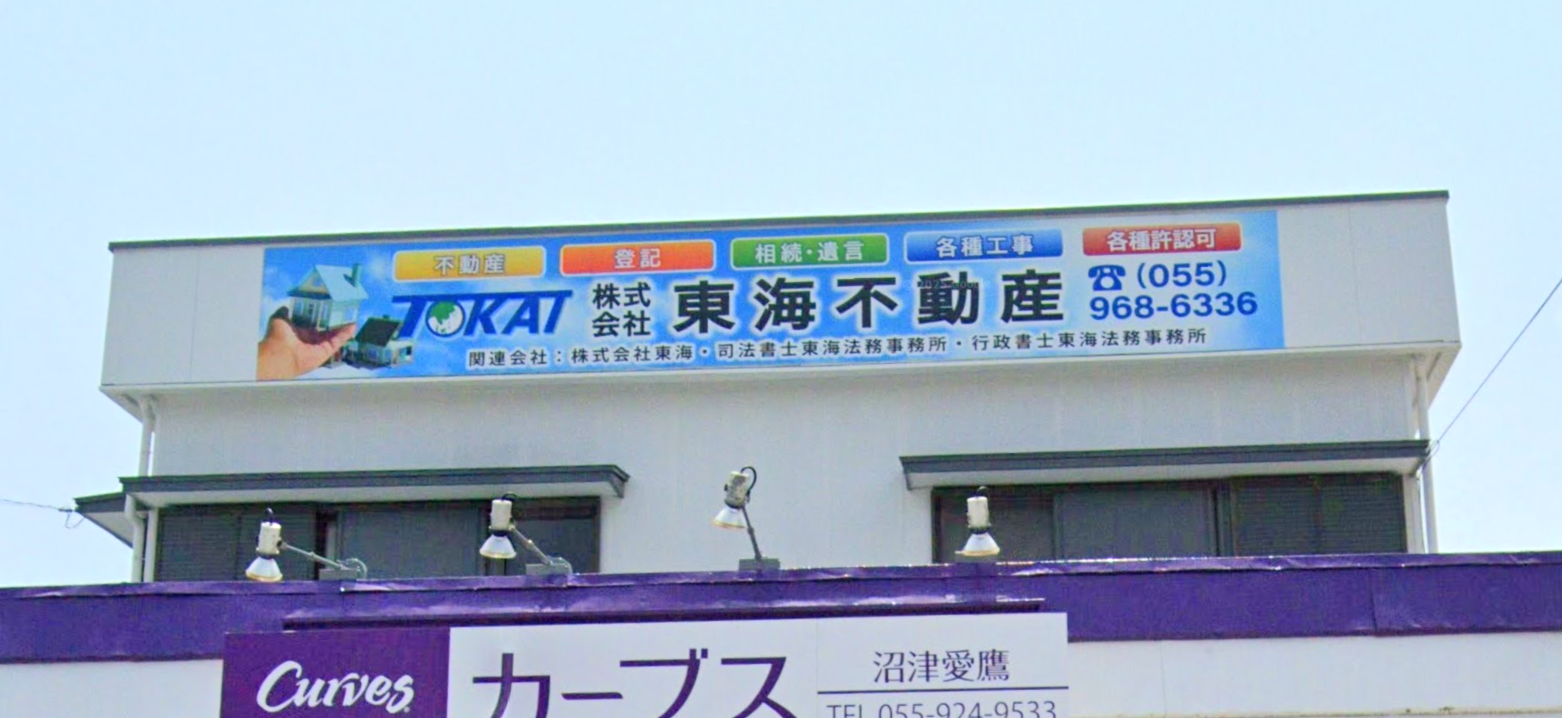 不動産 登記 相続・遺言 各種工事 各種許認可
TOKAI 株式会社 東海不動産 ☎(055)968-6336
関連会社：株式会社東海・司法書士東海法務事務所・行政書士東海法務事務所
Curves カーブス 沼津愛鷹
TEL 055-924-9533